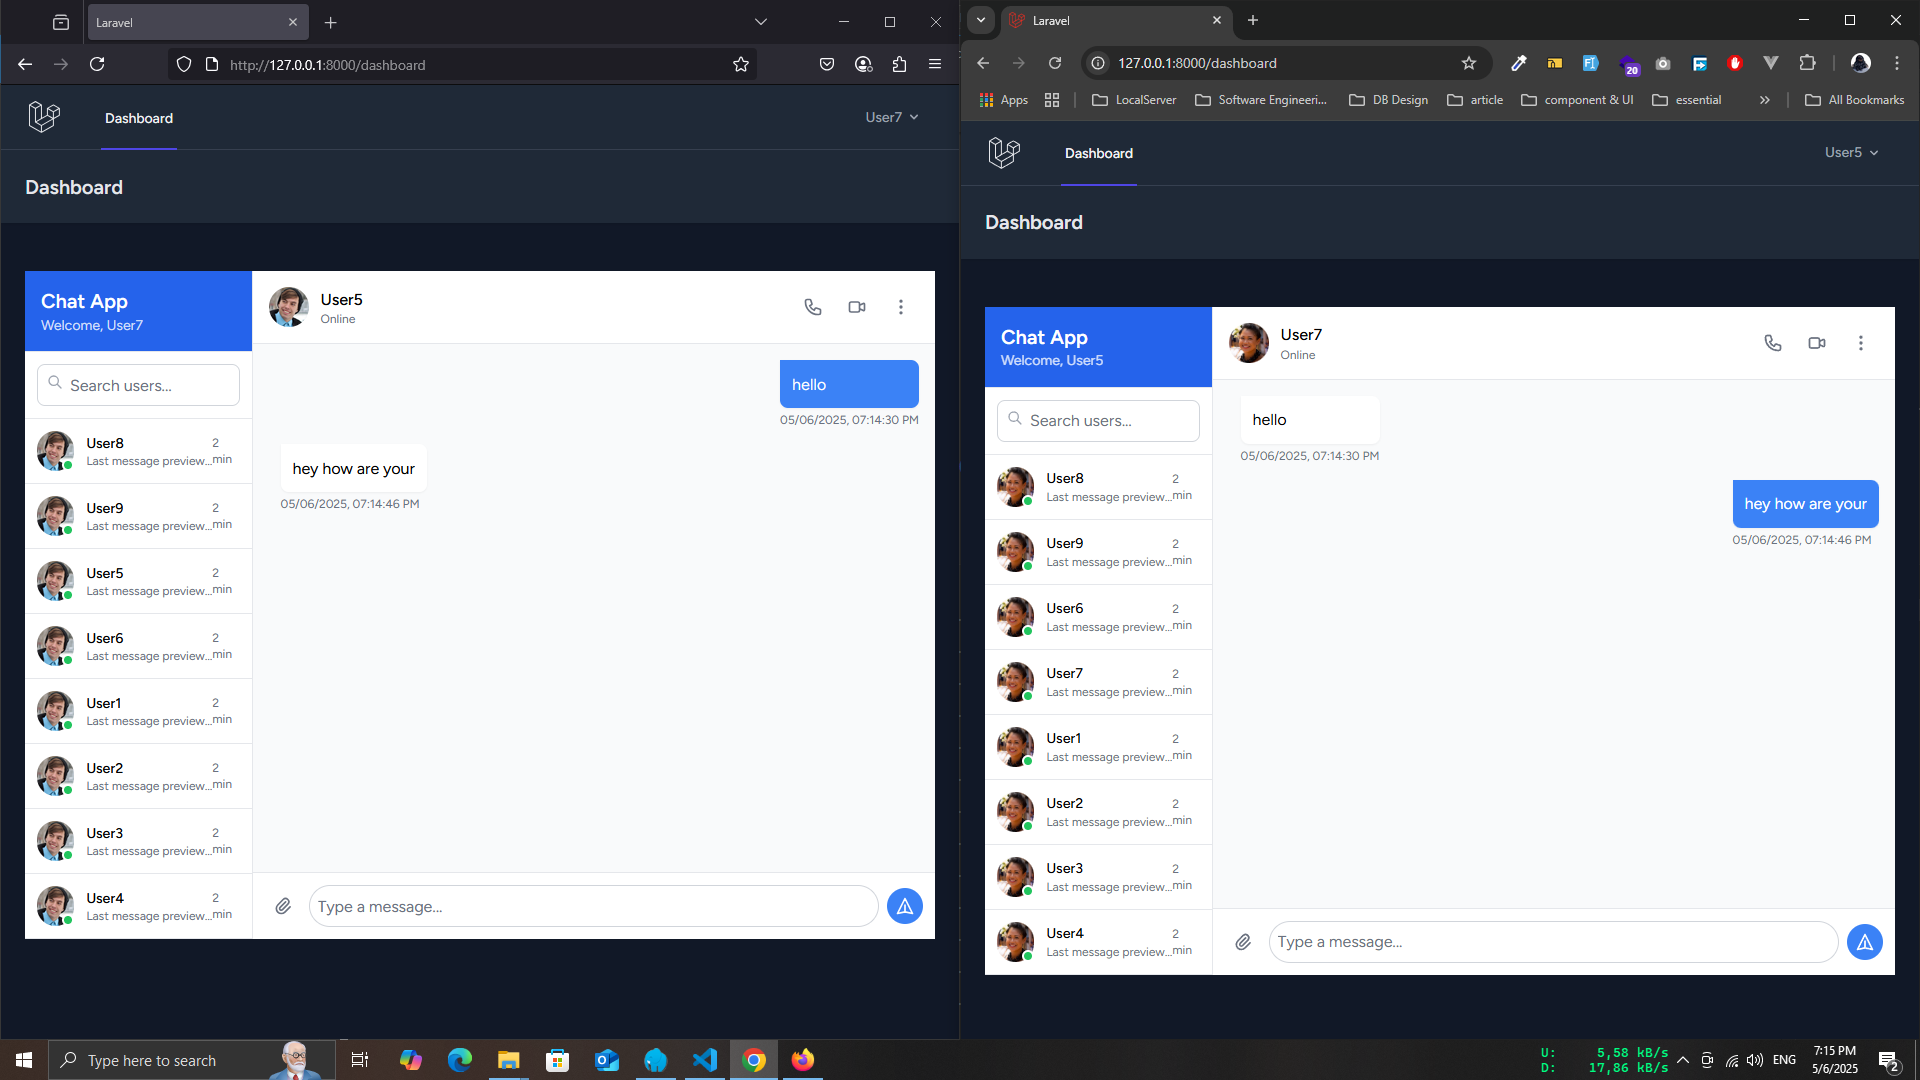 Laravel
http://127.0.0.1:8000/dashboard
Dashboard
User7
Dashboard
Chat App
Welcome, User7
Search users...
User8
2 min
Last message preview...
User9
2 min
Last message preview...
User5
2 min
Last message preview...
User6
2 min
Last message preview...
User1
2 min
Last message preview...
User2
2 min
Last message preview...
User3
2 min
Last message preview...
User4
2 min
Last message preview...
User5
Online
hello
05/06/2025, 07:14:30 PM
hey how are your
05/06/2025, 07:14:46 PM
Type a message...
Laravel
127.0.0.1:8000/dashboard
20
Apps
LocalServer
Software Engineeri...
DB Design
article
component & UI
essential
All Bookmarks
Dashboard
User5
Dashboard
Chat App
Welcome, User5
Search users...
User8
2 min
Last message preview...
User9
2 min
Last message preview...
User6
2 min
Last message preview...
User7
2 min
Last message preview...
User1
2 min
Last message preview...
User2
2 min
Last message preview...
User3
2 min
Last message preview...
User4
2 min
Last message preview...
User7
Online
hello
05/06/2025, 07:14:30 PM
hey how are your
05/06/2025, 07:14:46 PM
Type a message...
Type here to search
U: 5,58 kB/s
D: 17,86 kB/s
ENG
7:15 PM
5/6/2025
2